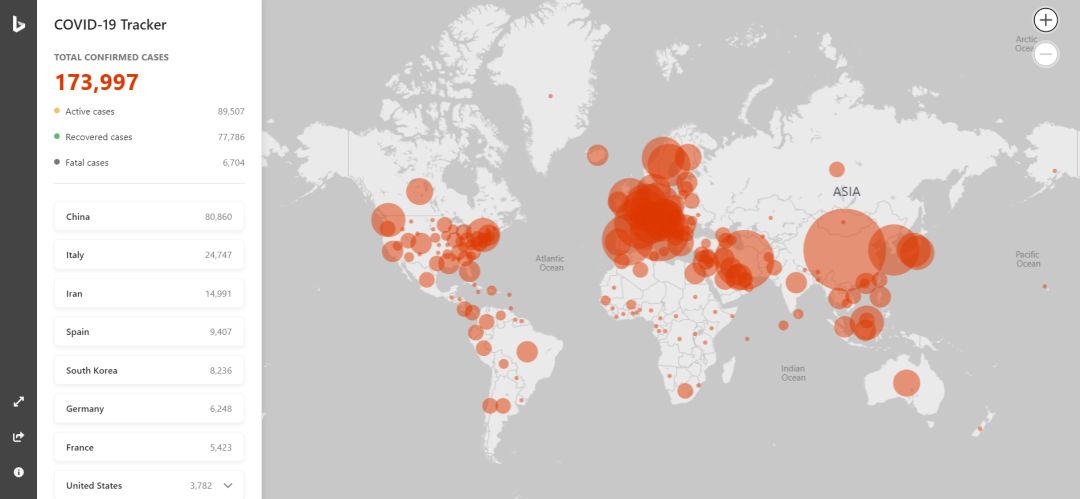 COVID-19 Tracker
TOTAL CONFIRMED CASES
173,997
Active cases 89,507
Recovered cases 77,786
Fatal cases 6,704
China 80,860
Italy 24,747
Iran 14,991
Spain 9,407
South Korea 8,236
Germany 6,248
France 5,423
United States 3,782
Arctic
Ocean
ASIA
Atlantic
Ocean
Pacific
Ocean
Indian
Ocean